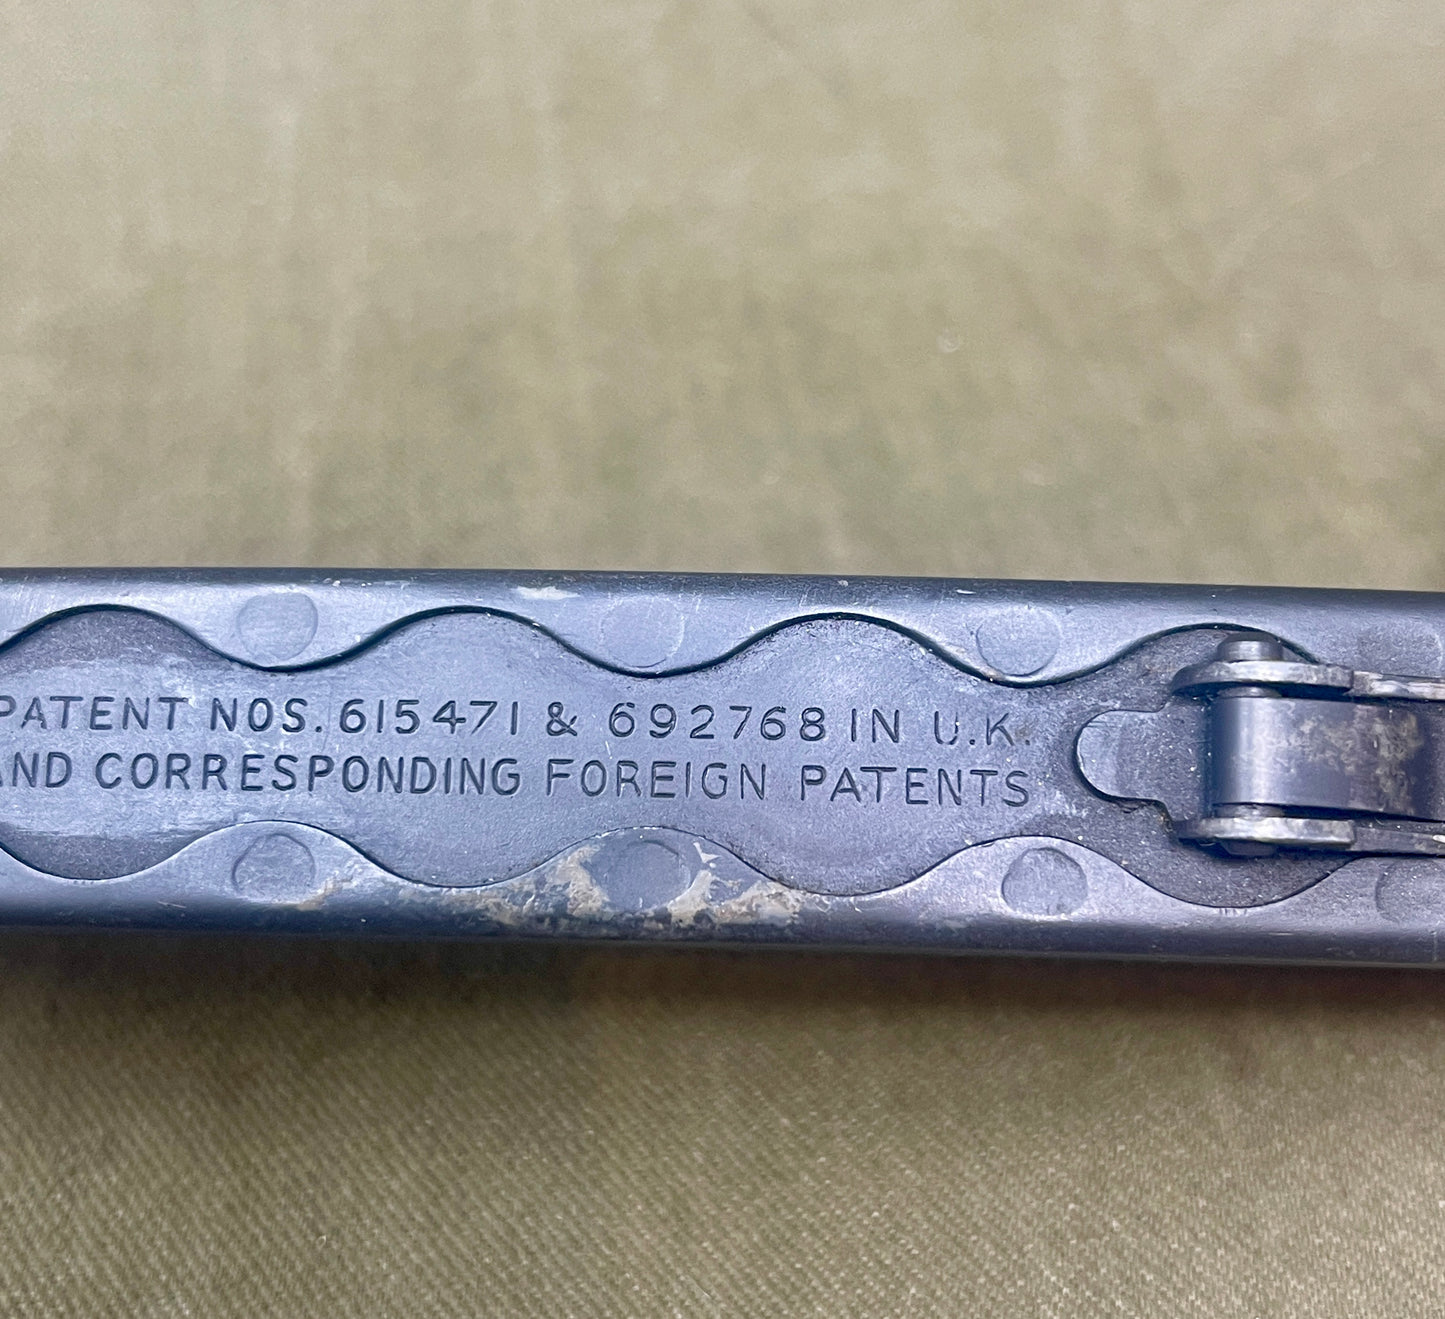 PATENT NOS. 615471 & 692768 IN U.K.
AND CORRESPONDING FOREIGN PATENTS